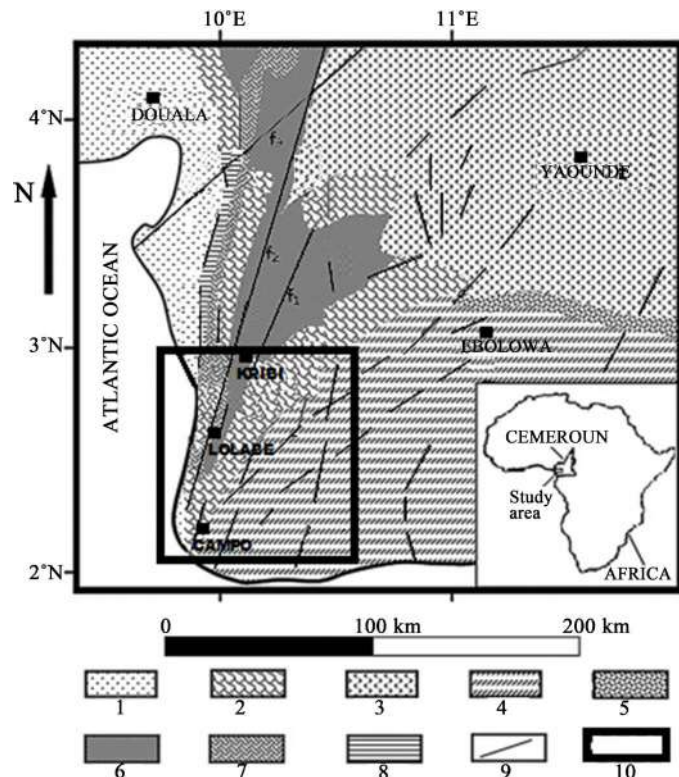 10˚E 11˚E
4˚N
DOUALA
YAOUNDE
N
f2
f1
ATLANTIC OCEAN
3˚N
KRIBI
EBOLOWA
LOLABE
CEMEROUN
Study
area
CAMPO
AFRICA
2˚N
0 100 km 200 km
1 2 3 4 5
6 7 8 9 10